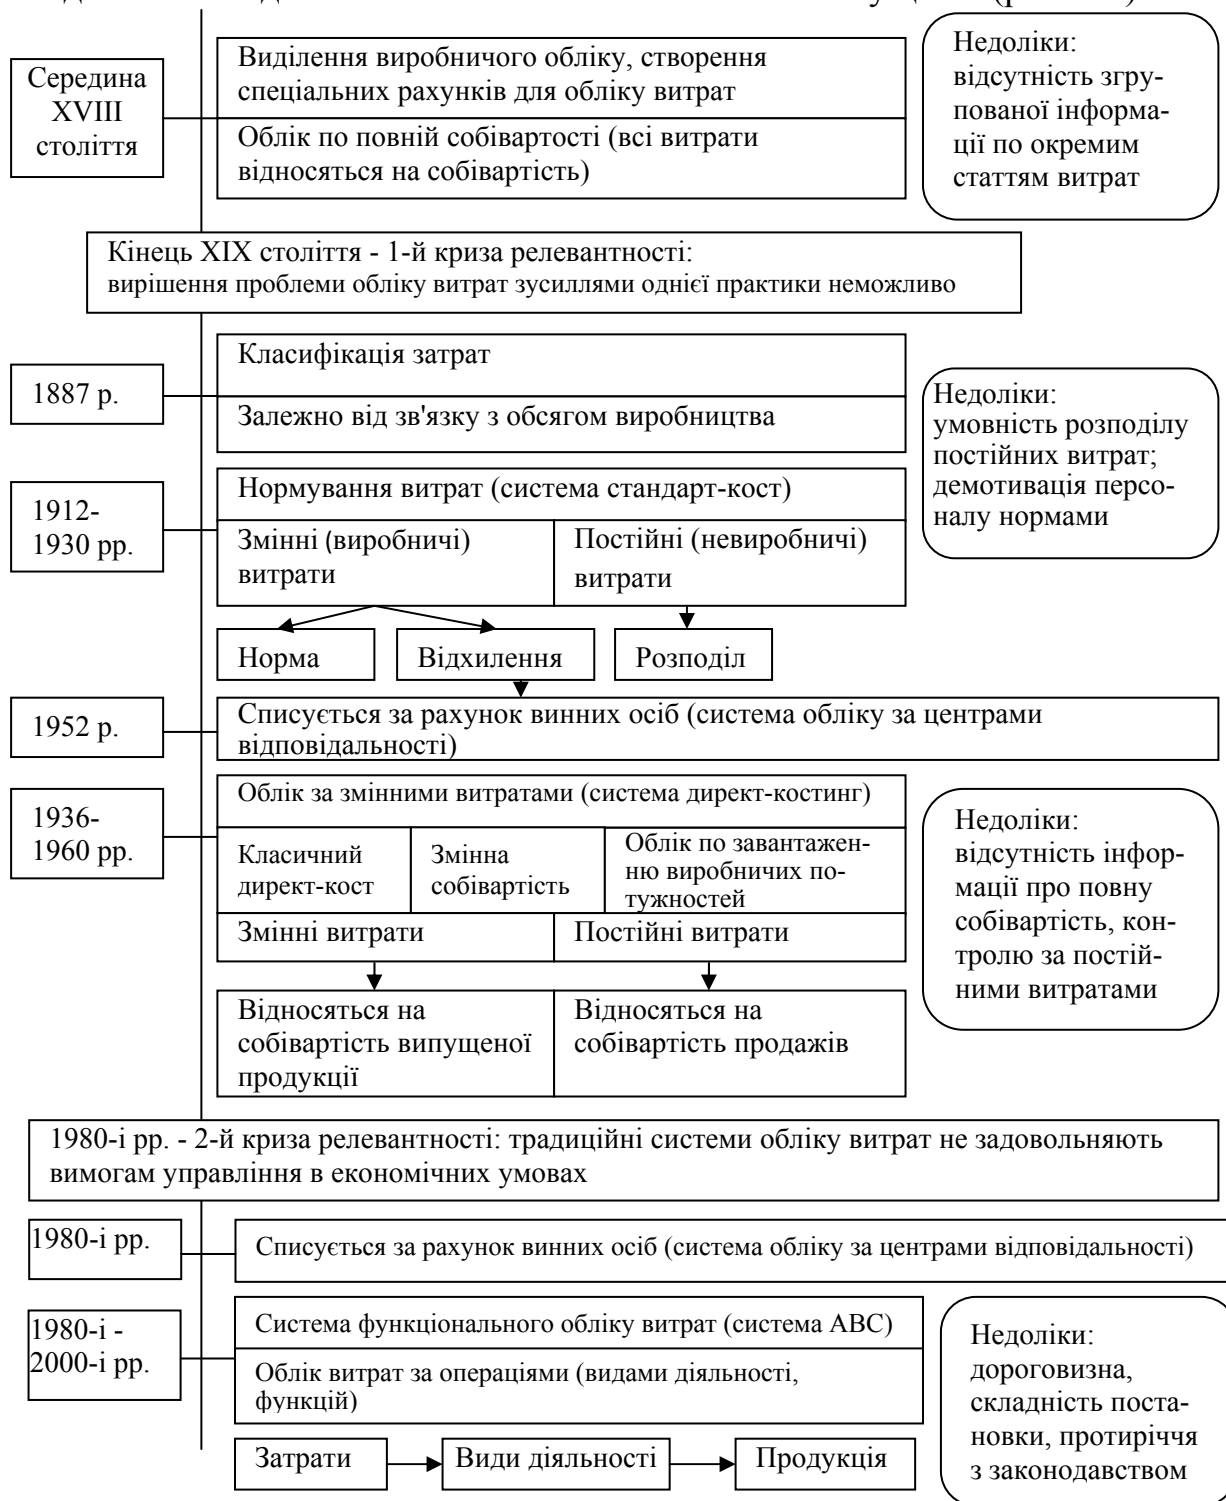 Середина
XVIII
століття
Виділення виробничого обліку, створення
спеціальних рахунків для обліку витрат
Облік по повній собівартості (всі витрати
відносяться на собівартість)
Недоліки:
відсутність згру-
пованої інформа-
ції по окремим
статтям витрат
Кінець XIX століття - 1-й криза релевантності:
вирішення проблеми обліку витрат зусиллями однієї практики неможливо
1887 р.
Класифікація затрат
Залежно від зв'язку з обсягом виробництва
Недоліки:
умовність розподілу
постійних витрат;
демотивація персо-
налу нормами
1912-
1930 рр.
Нормування витрат (система стандарт-кост)
Змінні (виробничі)
витрати
Постійні (невиробничі)
витрати
Норма
Відхилення
Розподіл
1952 р.
Списується за рахунок винних осіб (система обліку за центрами
відповідальності)
1936-
1960 рр.
Облік за змінними витратами (система директ-костинг)
Класичний
директ-кост
Змінна
собівартість
Облік по завантажен-
ню виробничих по-
тужностей
Змінні витрати
Постійні витрати
Відносяться на
собівартість випущеної
продукції
Відносяться на
собівартість продажів
Недоліки:
відсутність інфор-
мації про повну
собівартість, кон-
тролю за постій-
ними витратами
1980-і рр. - 2-й криза релевантності: традиційні системи обліку витрат не задовольняють
вимогам управління в економічних умовах
1980-і рр.
Списується за рахунок винних осіб (система обліку за центрами відповідальності)
1980-і -
2000-і рр.
Система функціонального обліку витрат (система АВС)
Облік витрат за операціями (видами діяльності,
функцій)
Затрати
Види діяльності
Продукція
Недоліки:
дороговизна,
складність поста-
новки, протиріччя
з законодавством